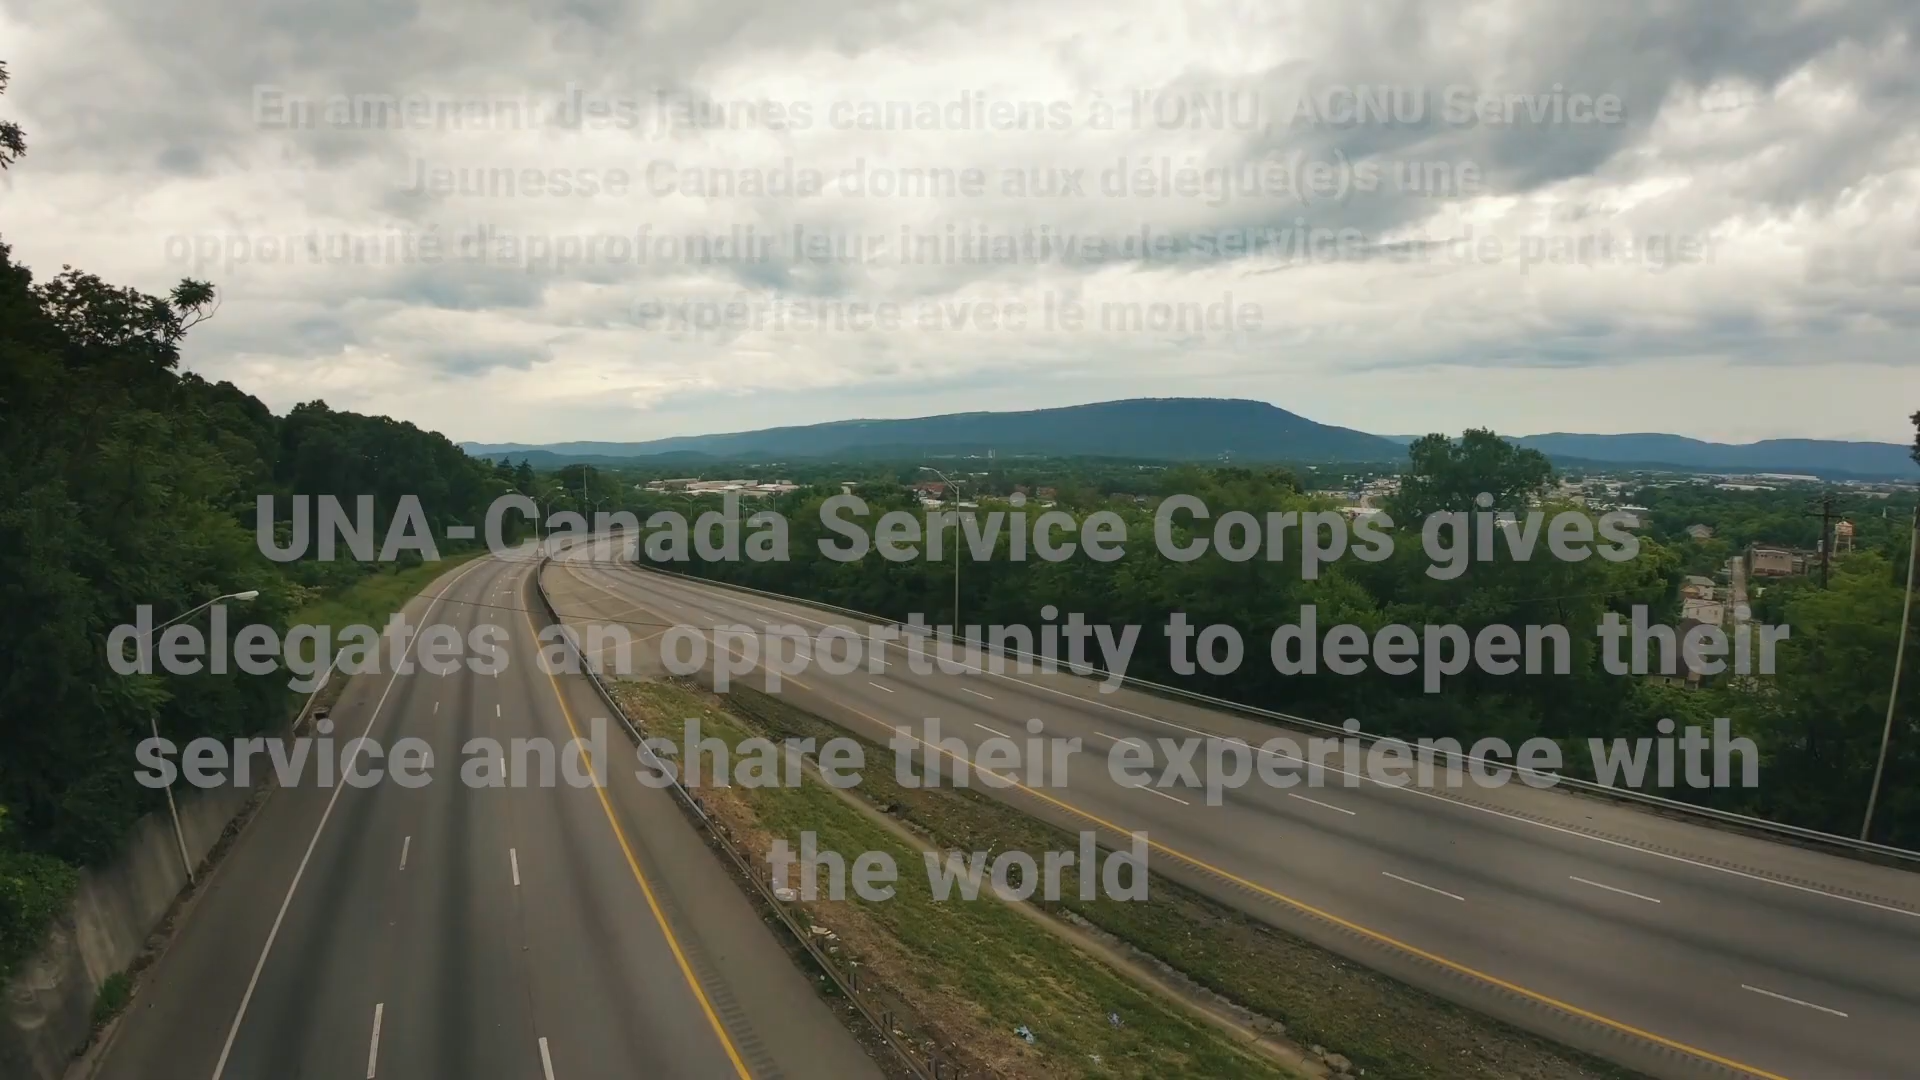 En amenant des jeunes canadiens à l'ONU, ACNU Service
Jeunesse Canada donne aux délégué(e)s une
opportunité d'approfondir leur initiative de service et de partager
expérience avec le monde
UNA-Canada Service Corps gives
delegates an opportunity to deepen their
service and share their experience with
the world